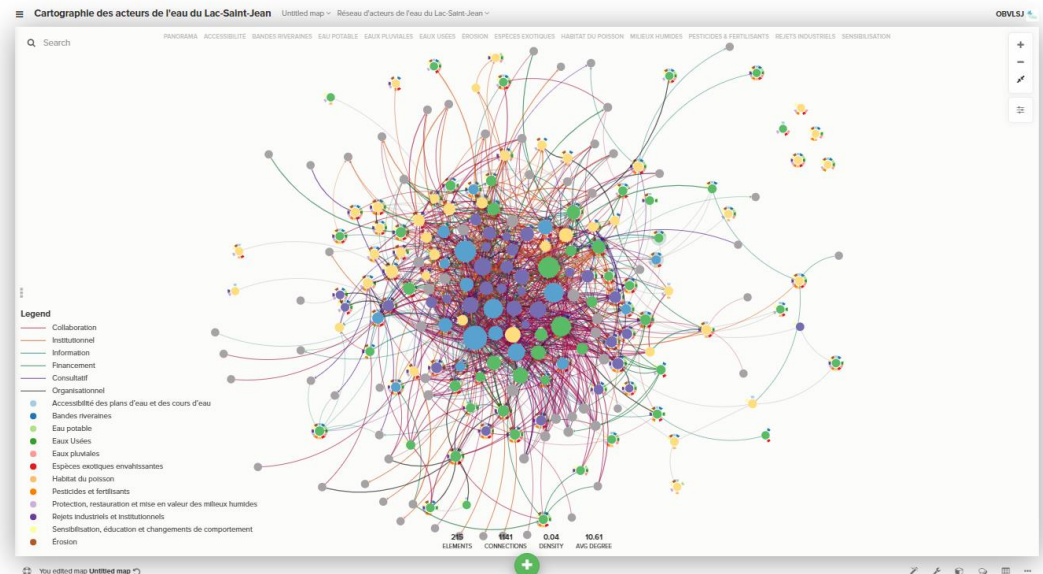 Cartographie des acteurs de l'eau du Lac-Saint-Jean Untitled map Réseau d'acteurs de l'eau du Lac-Saint-Jean OBVLSJ
Search
PANORAMA ACCESSIBILITÉ BANDES RIVERAINES EAU POTABLE EAUX PLUVIALES EAUX USÉES ÉROSION ESPÈCES EXOTIQUES HABITAT DU POISSON MILIEUX HUMIDES PESTICIDES & FERTILISANTS REJETS INDUSTRIELS SENSIBILISATION
Legend
Collaboration
Institutionnel
Information
Financement
Consultatif
Organisationnel
Accessibilité des plans d'eau et des cours d'eau
Bandes riveraines
Eau potable
Eaux Usées
Eaux pluviales
Espèces exotiques envahissantes
Habitat du poisson
Pesticides et fertilisants
Protection, restauration et mise en valeur des milieux humides
Rejets industriels et institutionnels
Sensibilisation, éducation et changements de comportement
Érosion
215 1141 0.04 10.61
ELEMENTS CONNECTIONS DENSITY AVG DEGREE
You edited map Untitled map